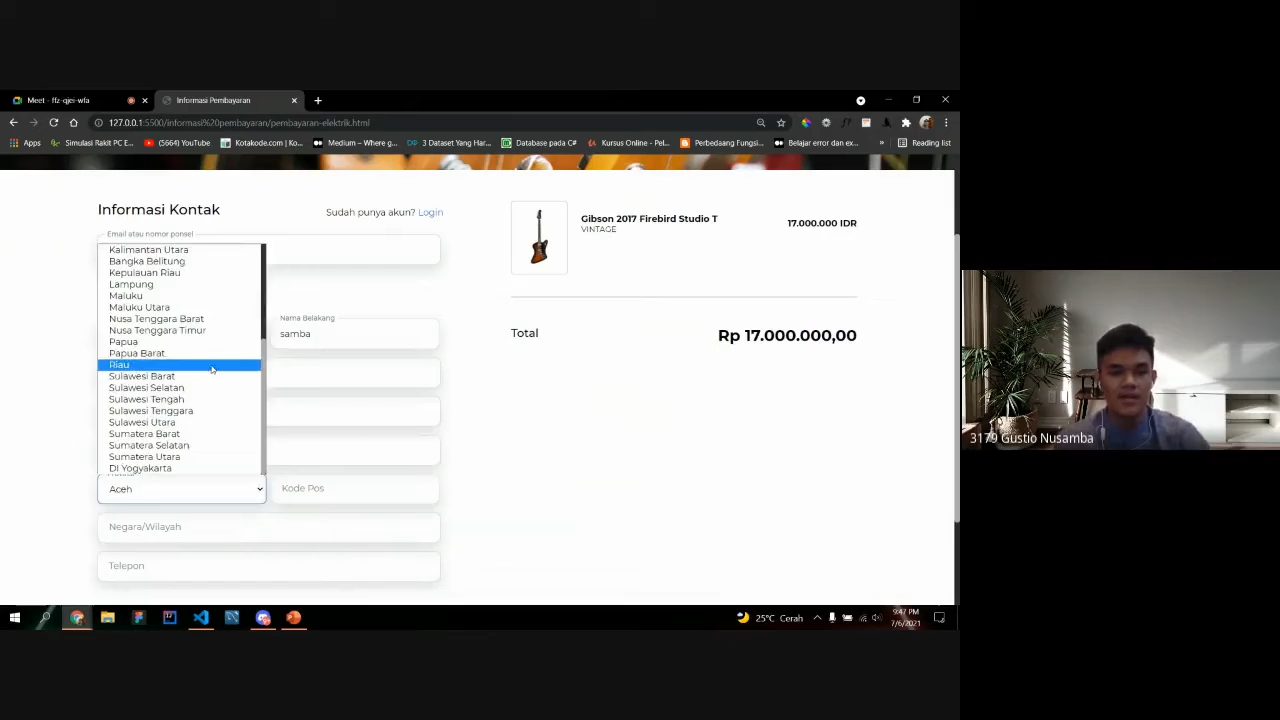 Meet - ffz-qjei-wfa
Informasi Pembayaran
127.0.0.1:5500/informasi%20pembayaran/pembayaran-elektrik.html
Apps
Simulasi Rakit PC E...
(5664) YouTube
Kotakode.com | Ko...
Medium – Where g...
DP 3 Dataset Yang Har...
Database pada C#
Kursus Online - Pel...
Perbedaang Fungsi...
Belajar error dan ex...
»
Reading list
Informasi Kontak
Sudah punya akun? Login
Email atau nomor ponsel
Kalimantan Utara
Bangka Belitung
Kepulauan Riau
Lampung
Maluku
Maluku Utara
Nusa Tenggara Barat
Nusa Tenggara Timur
Papua
Papua Barat
Riau
Sulawesi Barat
Sulawesi Selatan
Sulawesi Tengah
Sulawesi Tenggara
Sulawesi Utara
Sumatera Barat
Sumatera Selatan
Sumatera Utara
DI Yogyakarta
Nama Belakang
samba
Aceh
Kode Pos
Negara/Wilayah
Telepon
Gibson 2017 Firebird Studio T
VINTAGE
17.000.000 IDR
Total
Rp 17.000.000,00
25°C Cerah
9:47 PM
7/6/2021
3179 Gustio Nusamba